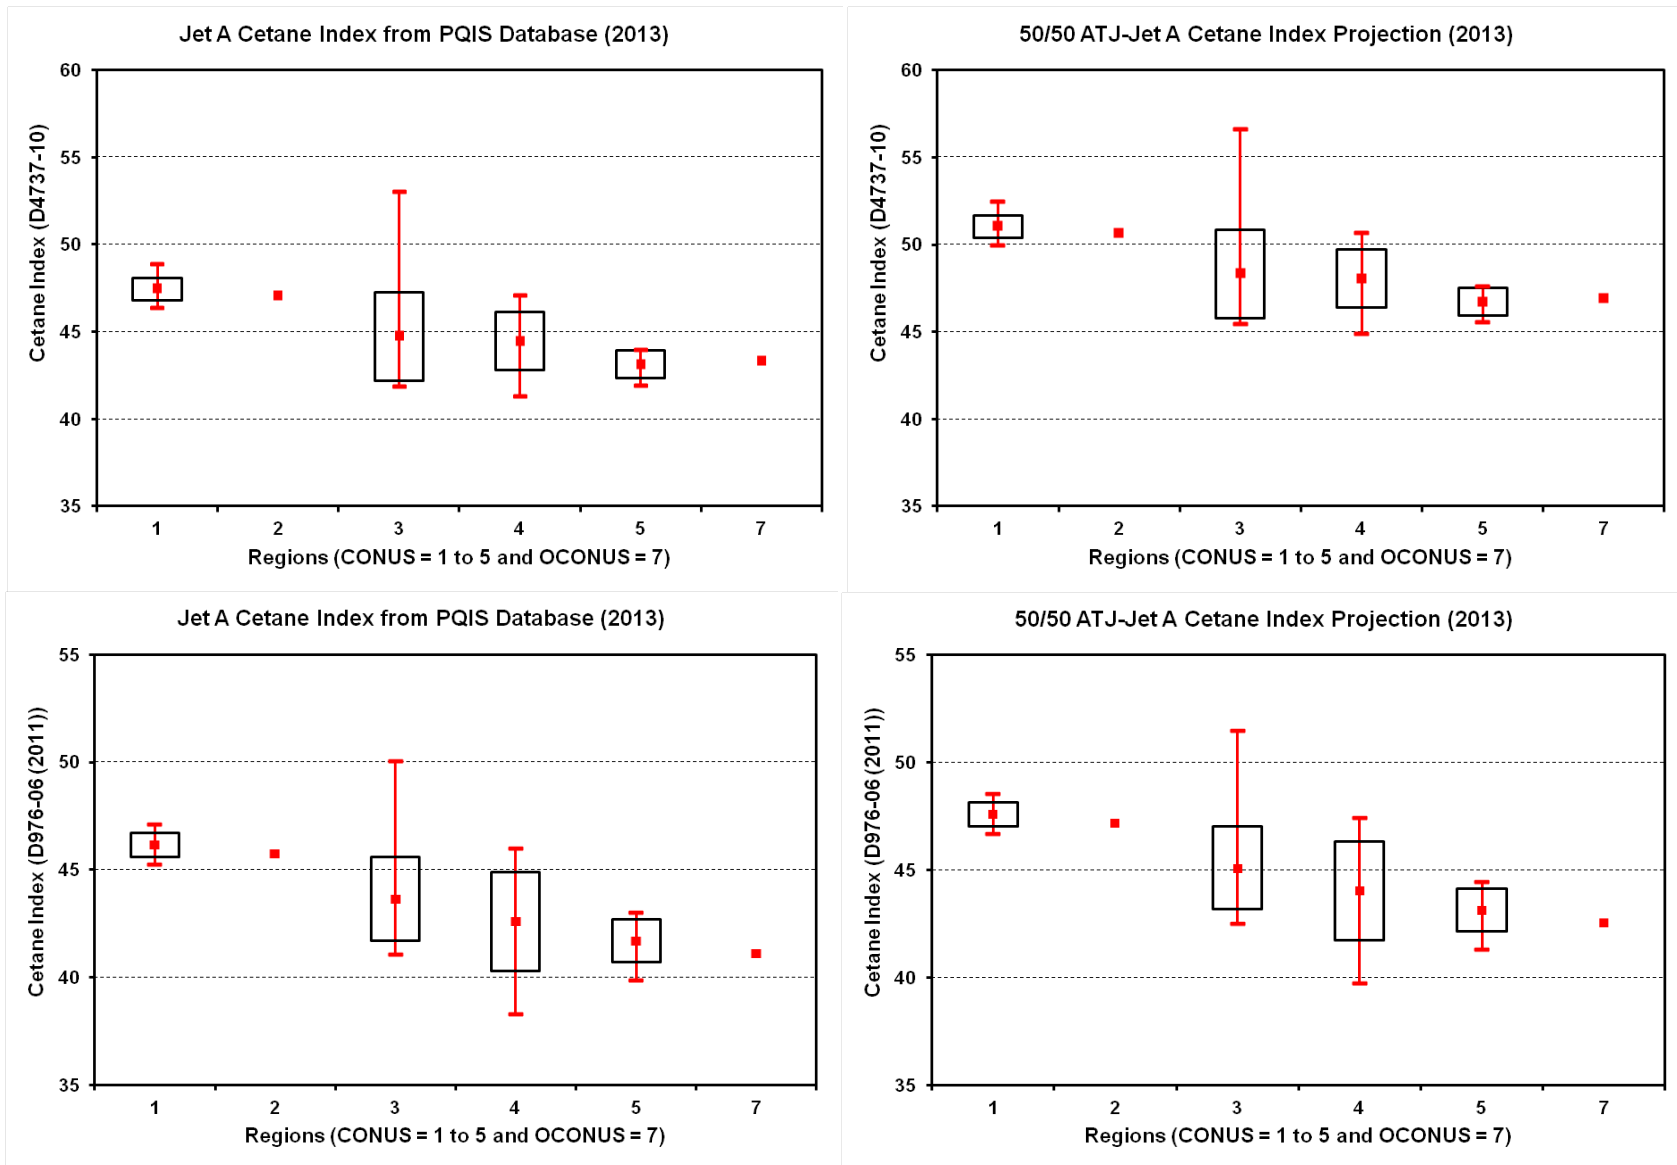 Jet A Cetane Index from PQIS Database (2013)
60
55
50
45
40
35
Cetane Index (D4737-10)
1 2 3 4 5 7
Regions (CONUS = 1 to 5 and OCONUS = 7)
50/50 ATJ-Jet A Cetane Index Projection (2013)
60
55
50
45
40
35
Cetane Index (D4737-10)
1 2 3 4 5 7
Regions (CONUS = 1 to 5 and OCONUS = 7)
Jet A Cetane Index from PQIS Database (2013)
55
50
45
40
35
Cetane Index (D976-06 (2011))
1 2 3 4 5 7
Regions (CONUS = 1 to 5 and OCONUS = 7)
50/50 ATJ-Jet A Cetane Index Projection (2013)
55
50
45
40
35
Cetane Index (D976-06 (2011))
1 2 3 4 5 7
Regions (CONUS = 1 to 5 and OCONUS = 7)